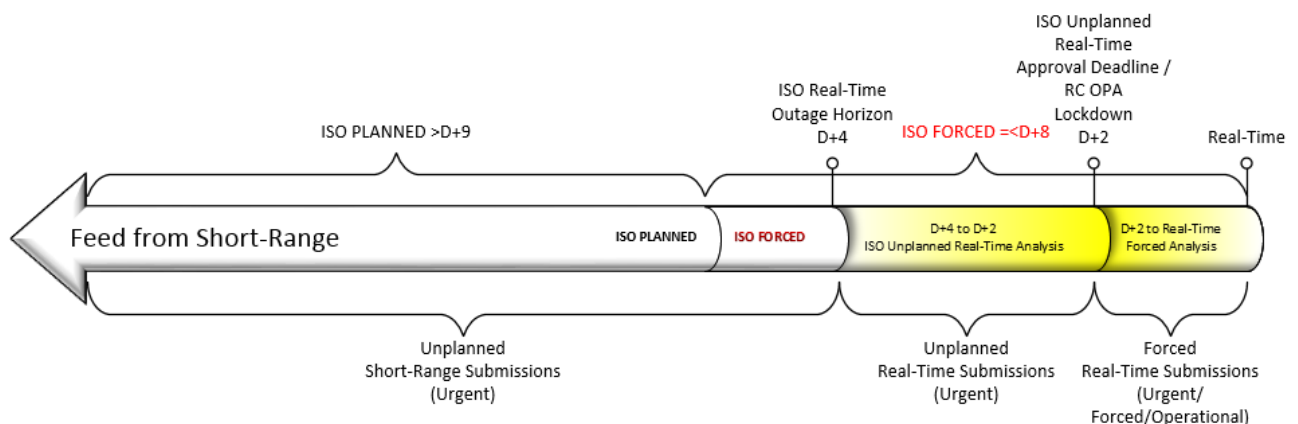 ISO Unplanned
Real-Time
Approval Deadline /
RC OPA
Lockdown
D+2
ISO Real-Time
Outage Horizon
D+4
ISO PLANNED >D+9
ISO FORCED =<D+8
Real-Time
Feed from Short-Range
ISO PLANNED
ISO FORCED
D+4 to D+2
ISO Unplanned Real-Time Analysis
D+2 to Real-Time
Forced Analysis
Unplanned
Short-Range Submissions
(Urgent)
Unplanned
Real-Time Submissions
(Urgent)
Forced
Real-Time Submissions
(Urgent/
Forced/Operational)